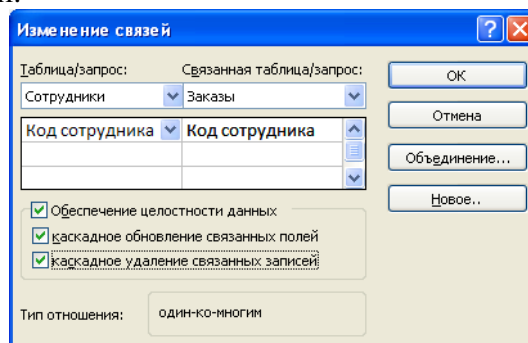 Изменение связей
Таблица/запрос: Связанная таблица/запрос:
Сотрудники Заказы
Код сотрудника Код сотрудника
Обеспечение целостности данных
каскадное обновление связанных полей
каскадное удаление связанных записей
Тип отношения: один-ко-многим
ОК
Отмена
Объединение...
Новое..